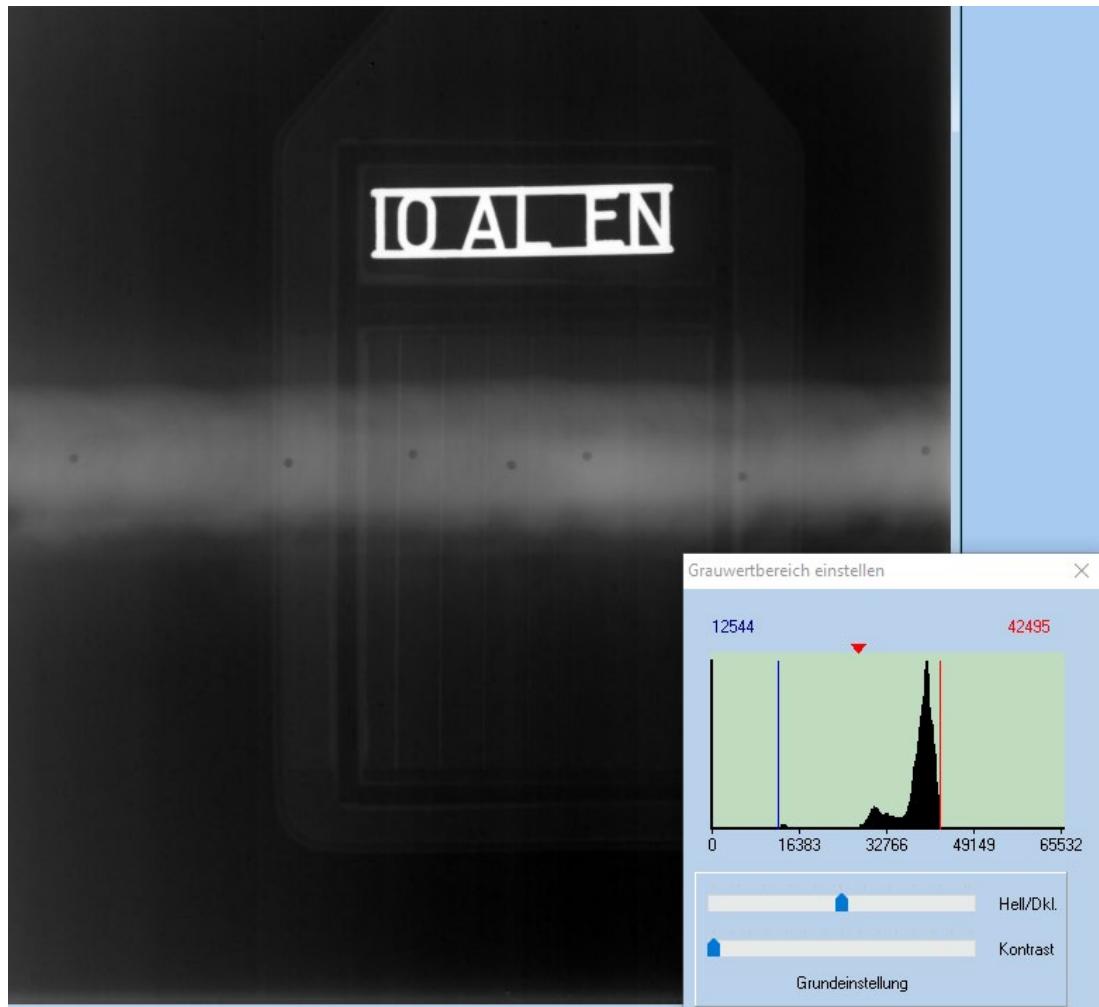 IO AL EN
Grauwertbereich einstellen
12544 42495
0 16383 32766 49149 65532
Hell/Dkl.
Kontrast
Grundeinstellung